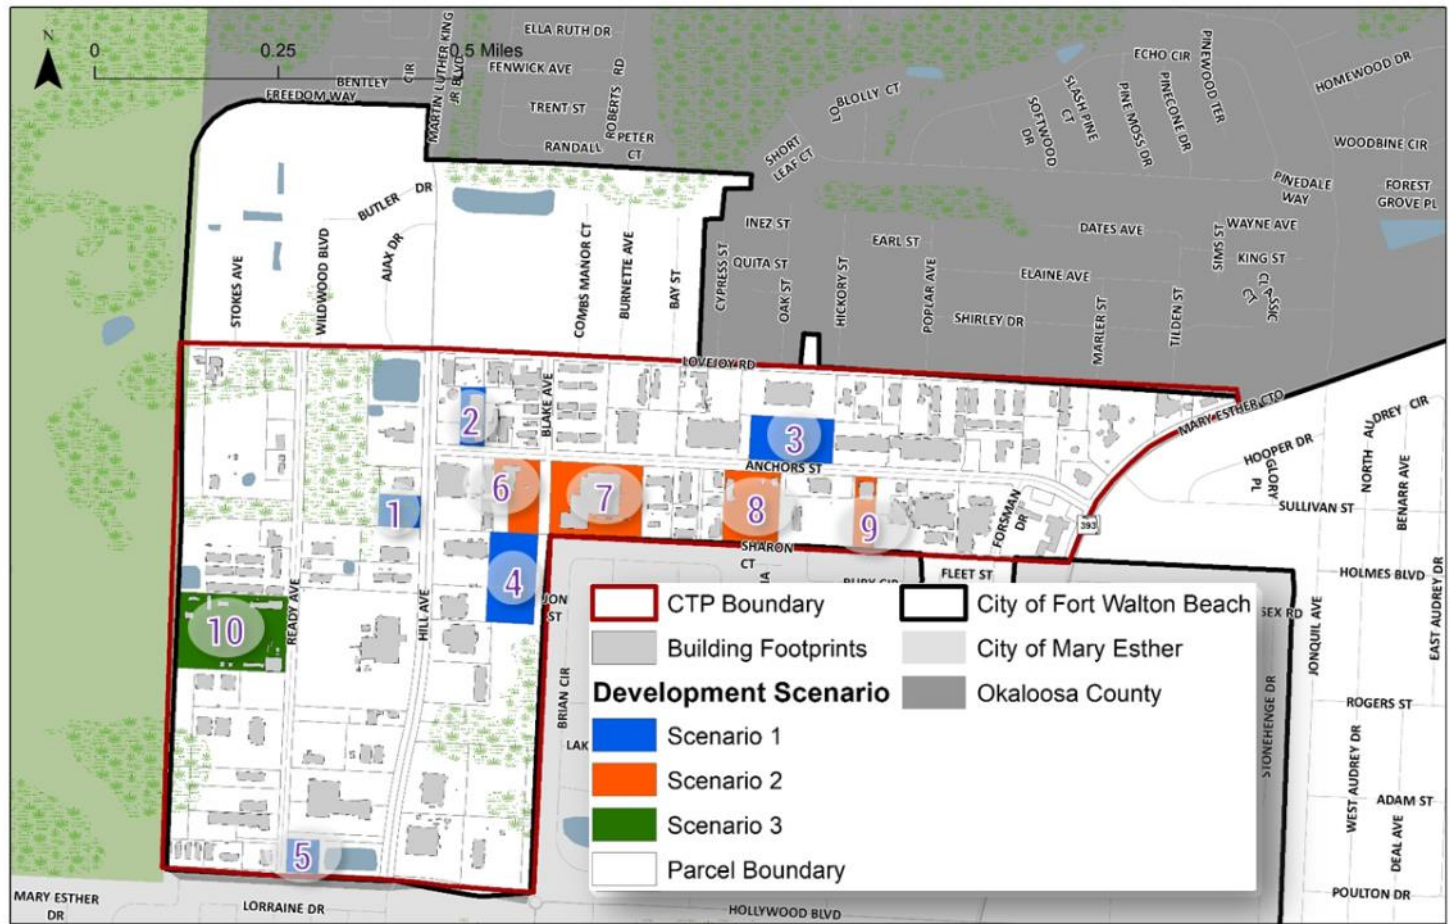 N
0 0.25 0.5 Miles
ELLA RUTH DR
FENWICK AVE
BENTLEY
CIR
FREEDOM WAY
MARTIN LUTHER KING
JR BLVD
TRENT ST
ROBERTS RD
RANDALL
PETER
CT
BLOLLY CT
SHORT
LEAF CT
ECHO CIR
PINEWOOD TER
SLASH PINE
CT
SOFTWOOD
DR
PINE MOSS DR
PINECONE DR
HOMEWOOD DR
WOODBINE CIR
PINEDALE
WAY
FOREST
GROVE PL
BUTLER DR
AJAX DR
STOKES AVE
WILDWOOD BLVD
COMBS MANOR CT
BURNETTE AVE
BAY ST
CYPRESS ST
INEZ ST
QUITA ST
OAK ST
HICKORY ST
EARL ST
POPLAR AVE
DATES AVE
ELAINE AVE
SHIRLEY DR
MARLER ST
TILDEN ST
SIMS ST
WAYNE AVE
KING ST
CLASSIC
CT
LOVEJOY RD
MARY ESTHER CTO
BLAKE AVE
ANCHORS ST
HOOPER DR
DREY CIR
NORTH AU
GLORY
PL
SULLIVAN ST
BENARR AVE
FORSMAN
DR
393
SHARON
CT
FLEET ST
HOLMES BLVD
EAST AUDREY DR
JONQUIL AVE
SEX RD
JON
ST
READY AVE
HILL AVE
BRIAN CIR
LAK
STONEHENGE DR
ROGERS ST
WEST AUDREY DR
ADAM ST
DEAL AVE
POULTON DR
MARY ESTHER
DR
LORRAINE DR
HOLLYWOOD BLVD
1
2
3
4
5
6
7
8
9
10
CTP Boundary
Building Footprints
Development Scenario
Scenario 1
Scenario 2
Scenario 3
Parcel Boundary
City of Fort Walton Beach
City of Mary Esther
Okaloosa County